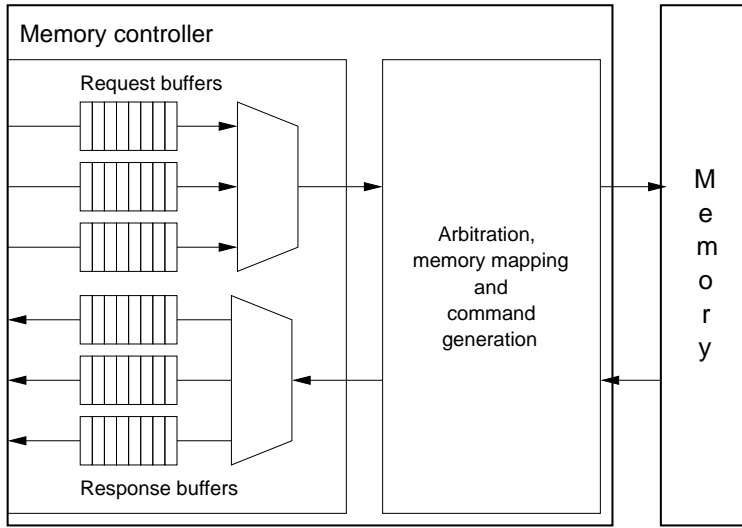 Memory controller
Request buffers
Arbitration,
memory mapping
and
command
generation
Response buffers
M
e
m
o
r
y